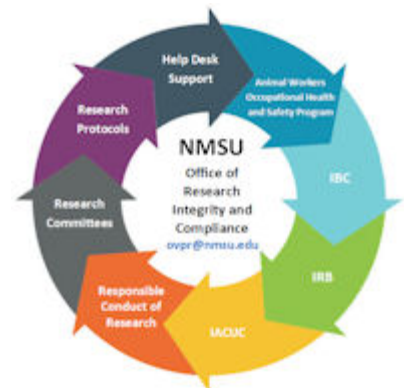 Help Desk
Support
Animal Workers
Occupational Health
and Safety Program
IBC
IRB
IACUC
Responsible
Conduct of
Research
Research
Committees
Research
Protocols
NMSU
Office of
Research
Integrity and
Compliance
ovpr@nmsu.edu